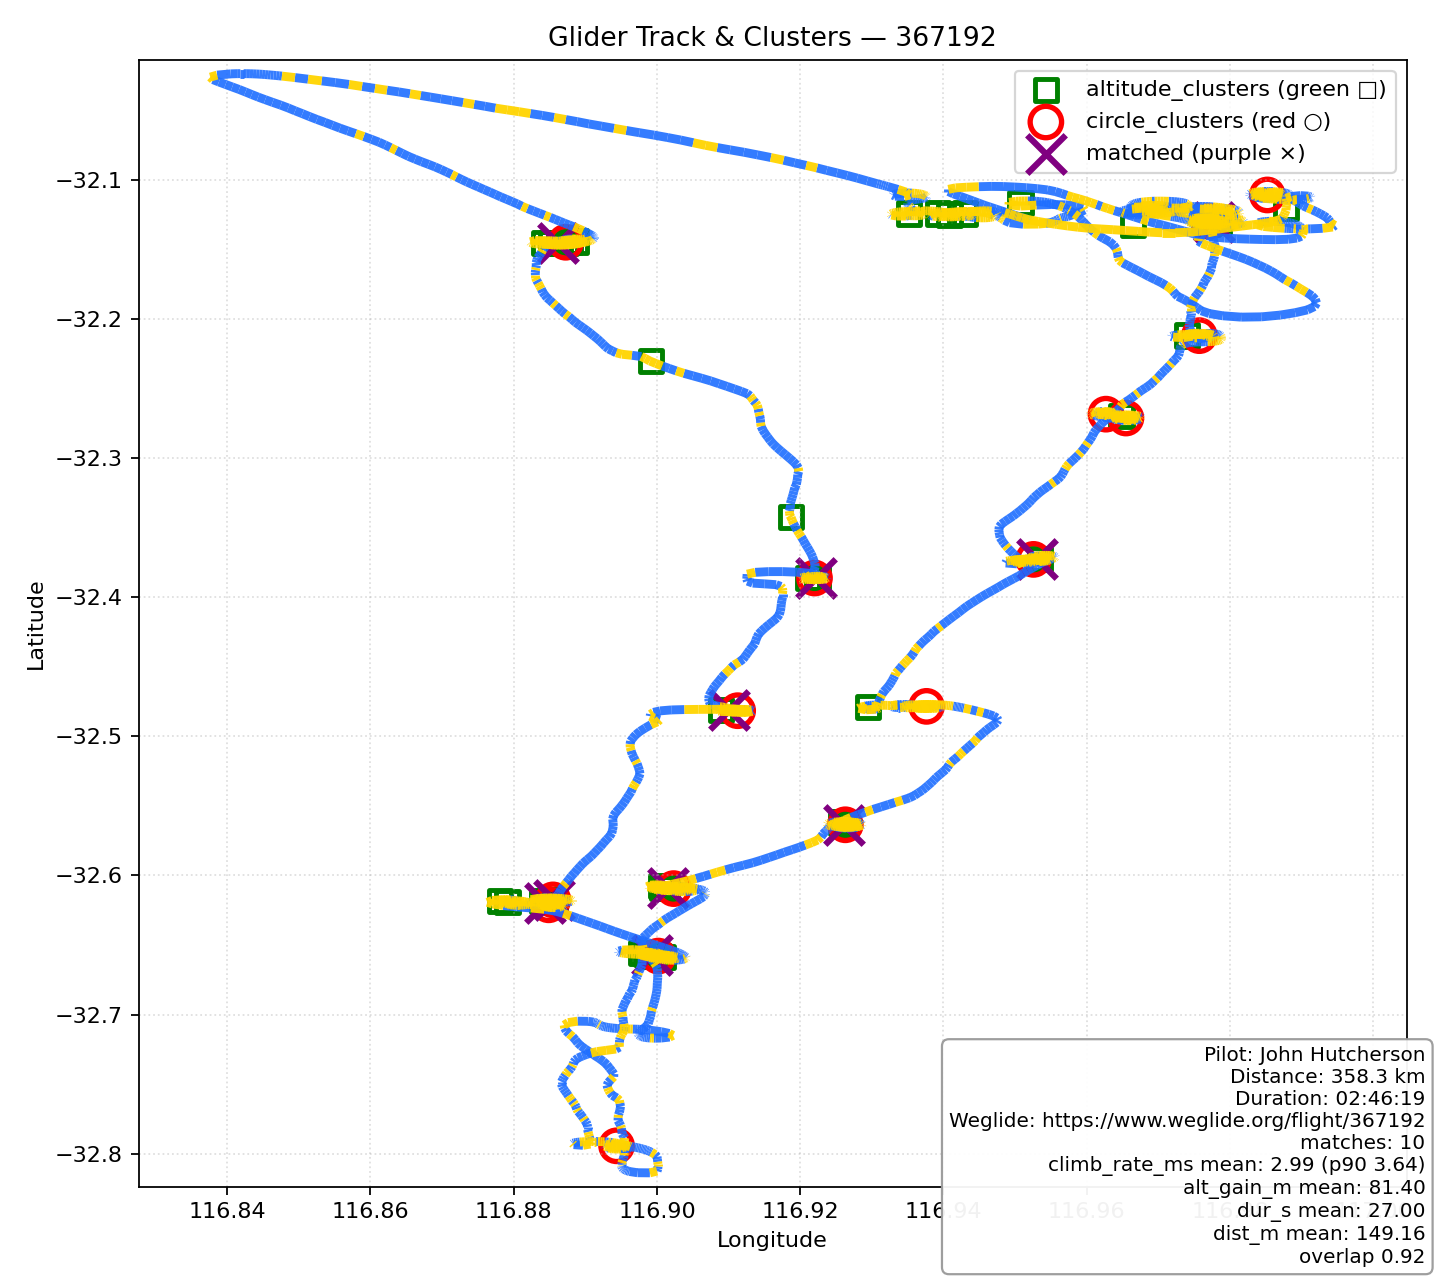 Glider Track & Clusters — 367192
altitude_clusters (green □)
circle_clusters (red ○)
matched (purple ×)
Latitude
−32.1
−32.2
−32.3
−32.4
−32.5
−32.6
−32.7
−32.8
116.84 116.86 116.88 116.90 116.92 116.94 116.96
Longitude
Pilot: John Hutcherson
Distance: 358.3 km
Duration: 02:46:19
Weglide: https://www.weglide.org/flight/367192
matches: 10
climb_rate_ms mean: 2.99 (p90 3.64)
alt_gain_m mean: 81.40
dur_s mean: 27.00
dist_m mean: 149.16
overlap 0.92